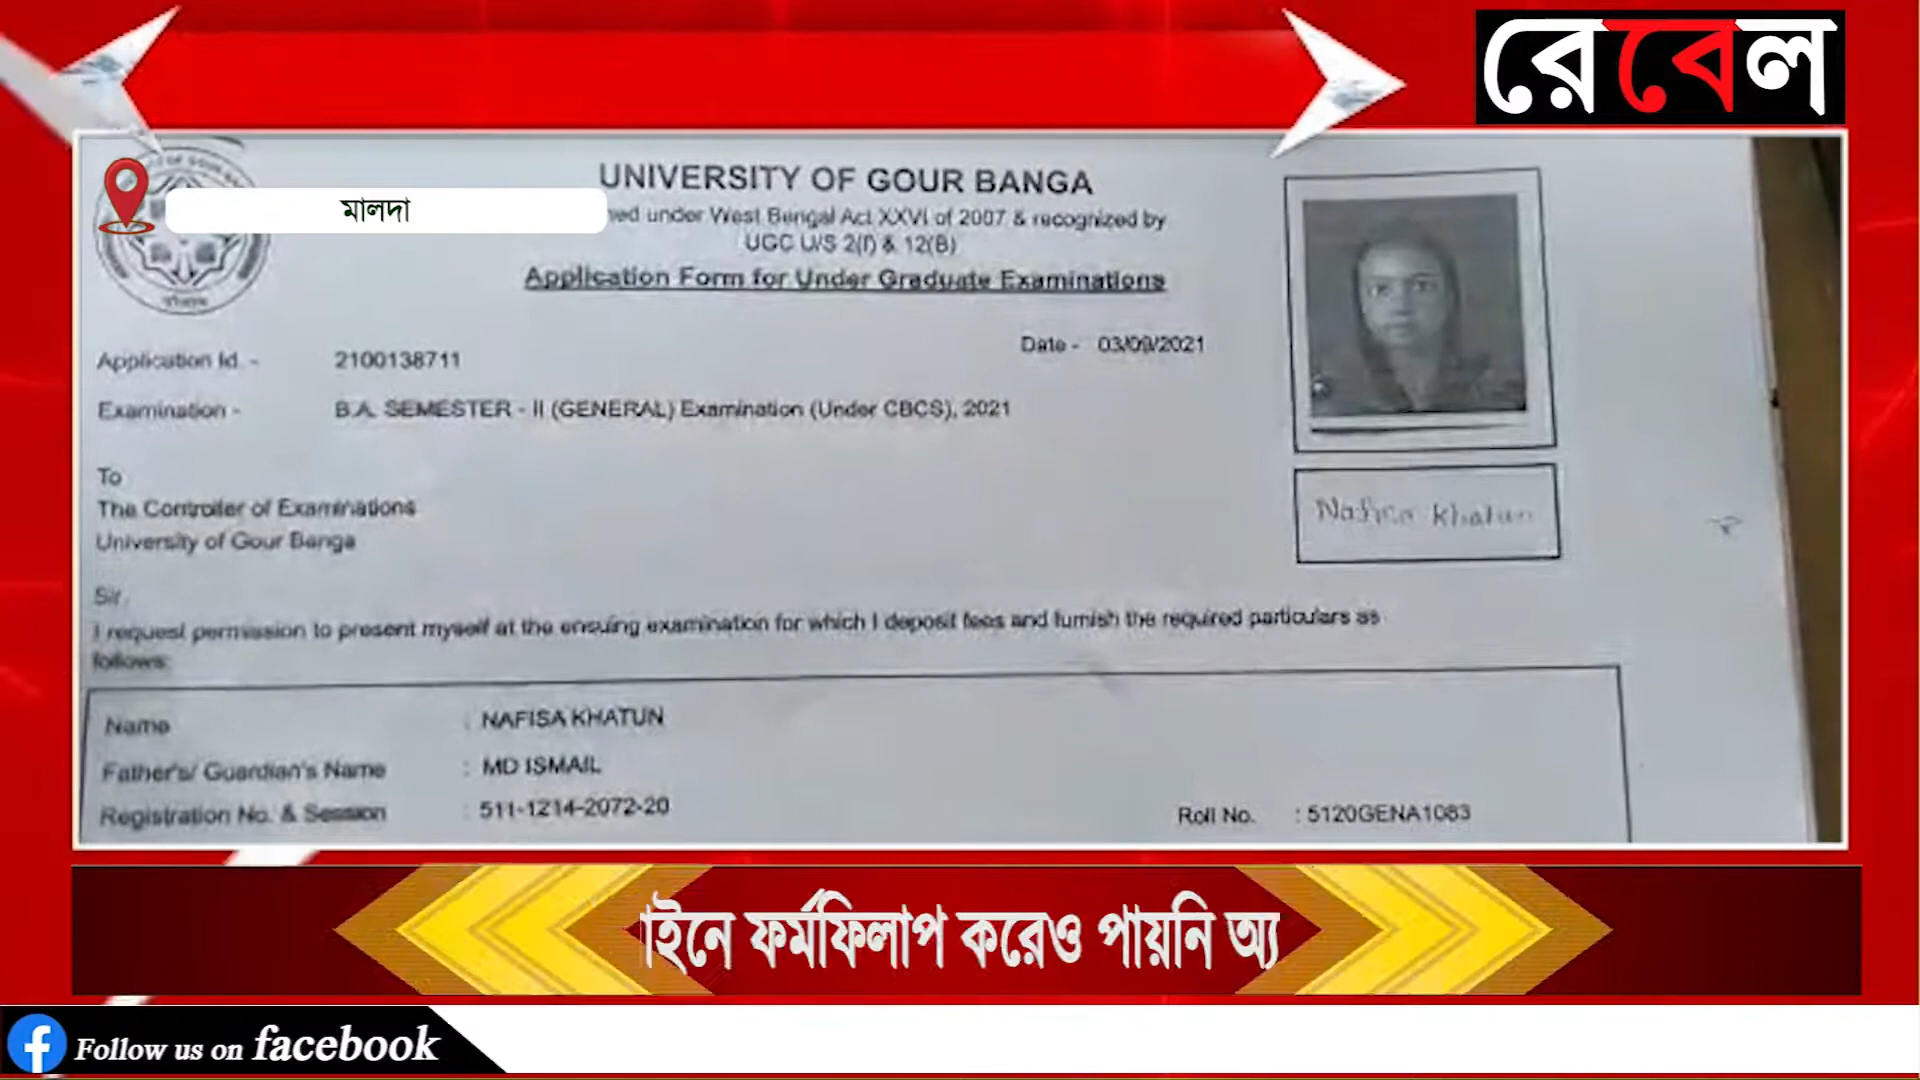 রেবেল
মালদা
UNIVERSITY OF GOUR BANGA
under West Bengal Act XXVI of 2007 & recognized by
UGC U/S 2(f) & 12(B)
Application Form for Under Graduate Examinations
Date - 03/09/2021
Application Id. - 2100138711
Examination - B.A. SEMESTER - II (GENERAL) Examination (Under CBCS), 2021
To
The Controller of Examinations
University of Gour Banga
Nafisa Khatun
Sir,
I request permission to present myself at the ensuing examination for which I deposit fees and furnish the required particulars as
follows:
Name : NAFISA KHATUN
Father's/ Guardian's Name : MD ISMAIL
Registration No. & Session : 511-1214-2072-20 Roll No. : 5120GENA1083
াইনে ফর্মফিলাপ করেও পায়নি অ্য
Follow us on facebook